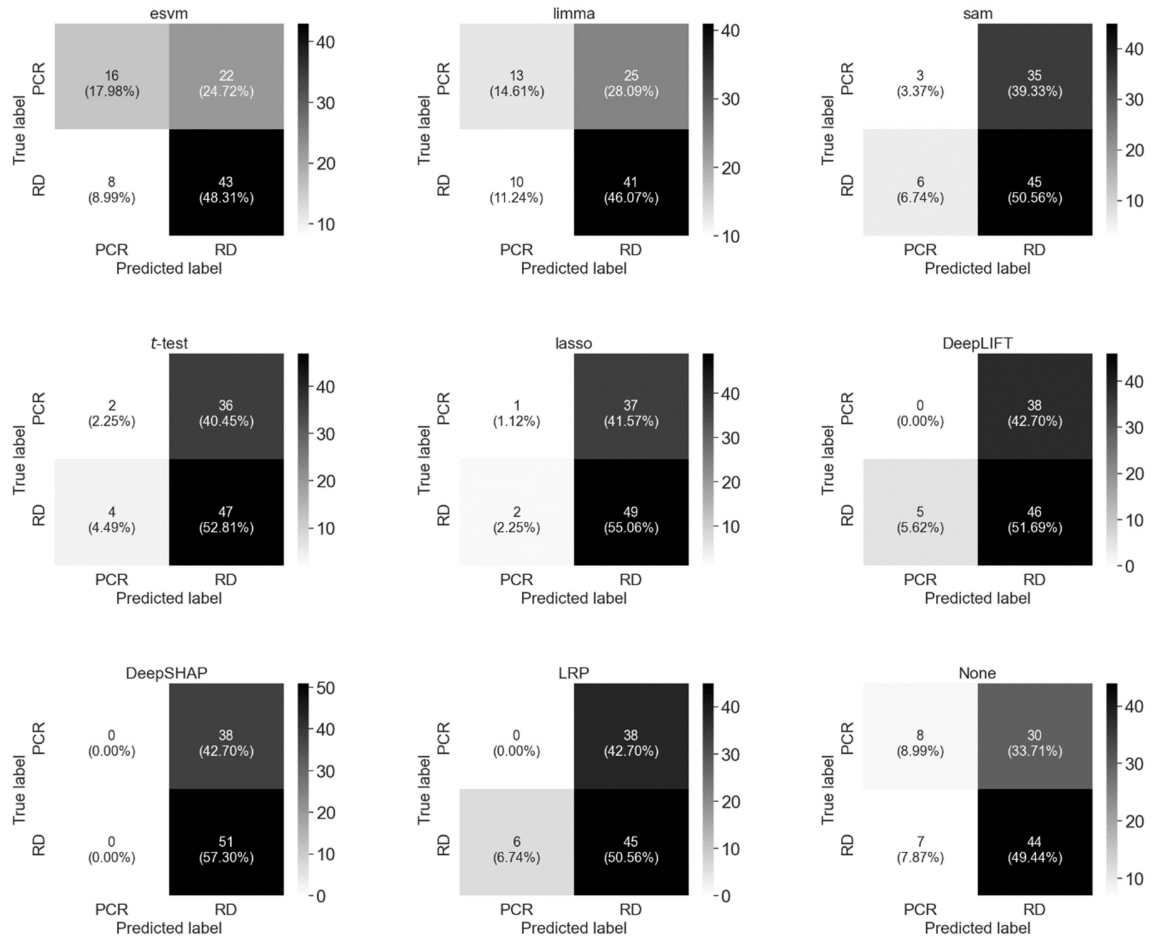 esvm
PCR
16
(17.98%)
22
(24.72%)
RD
8
(8.99%)
43
(48.31%)
True label
PCR
RD
Predicted label
40
30
20
10
limma
PCR
13
(14.61%)
25
(28.09%)
RD
10
(11.24%)
41
(46.07%)
True label
PCR
RD
Predicted label
40
30
20
10
sam
PCR
3
(3.37%)
35
(39.33%)
RD
6
(6.74%)
45
(50.56%)
True label
PCR
RD
Predicted label
40
30
20
10
t-test
PCR
2
(2.25%)
36
(40.45%)
RD
4
(4.49%)
47
(52.81%)
True label
PCR
RD
Predicted label
40
30
20
10
lasso
PCR
1
(1.12%)
37
(41.57%)
RD
2
(2.25%)
49
(55.06%)
True label
PCR
RD
Predicted label
40
30
20
10
DeepLIFT
PCR
0
(0.00%)
38
(42.70%)
RD
5
(5.62%)
46
(51.69%)
True label
PCR
RD
Predicted label
40
30
20
10
0
DeepSHAP
PCR
0
(0.00%)
38
(42.70%)
RD
0
(0.00%)
51
(57.30%)
True label
PCR
RD
Predicted label
50
40
30
20
10
0
LRP
PCR
0
(0.00%)
38
(42.70%)
RD
6
(6.74%)
45
(50.56%)
True label
PCR
RD
Predicted label
40
30
20
10
0
None
PCR
8
(8.99%)
30
(33.71%)
RD
7
(7.87%)
44
(49.44%)
True label
PCR
RD
Predicted label
40
30
20
10